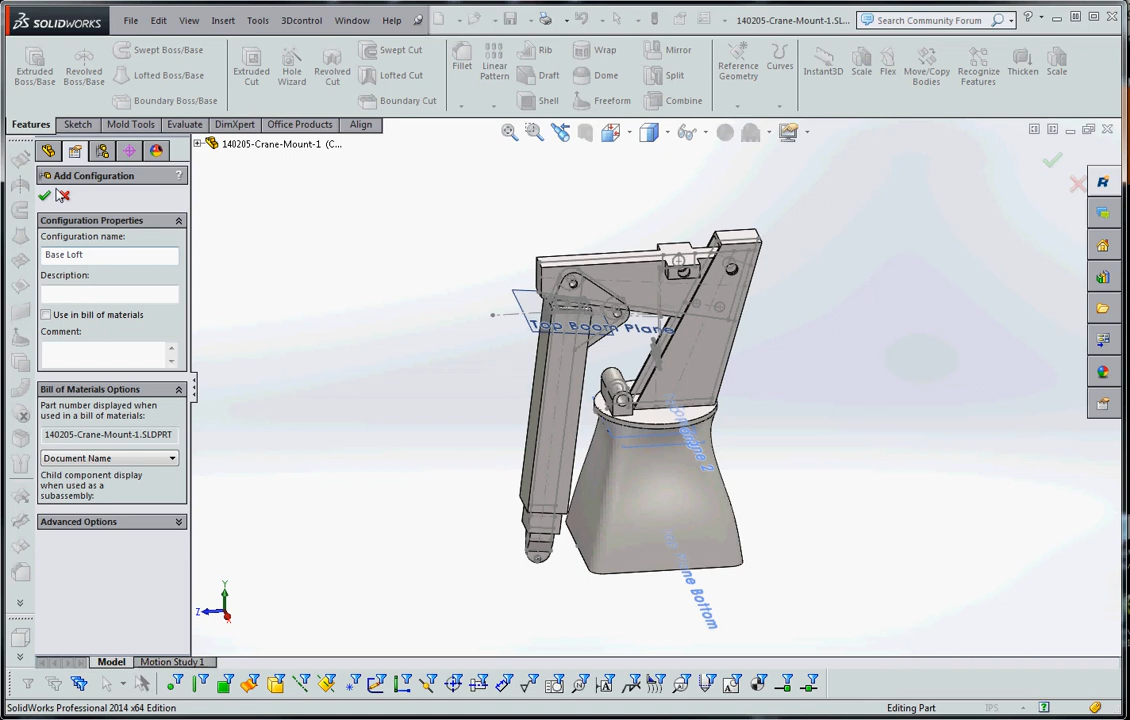 SOLIDWORKS
File Edit View Insert Tools 3Dcontrol Window Help
140205-Crane-Mount-1.SL...
Search Community Forum
Extruded Boss/Base
Revolved Boss/Base
Swept Boss/Base
Lofted Boss/Base
Boundary Boss/Base
Extruded Cut
Hole Wizard
Revolved Cut
Swept Cut
Lofted Cut
Boundary Cut
Fillet
Linear Pattern
Rib
Draft
Shell
Wrap
Dome
Freeform
Mirror
Split
Combine
Reference Geometry
Curves
Instant3D
Scale
Flex
Move/Copy Bodies
Recognize Features
Thicken
Scale
Features Sketch Mold Tools Evaluate DimXpert Office Products Align
140205-Crane-Mount-1 (C...
Add Configuration ?
Configuration Properties
Configuration name:
Base Loft
Description:
Use in bill of materials
Comment:
Bill of Materials Options
Part number displayed when
used in a bill of materials:
140205-Crane-Mount-1.SLDPRT
Document Name
Child component display
when used as a
subassembly:
Advanced Options
Top Boom Plane
Plane Bottom
Y
Z
Model Motion Study 1
SolidWorks Professional 2014 x64 Edition
Editing Part
IPS